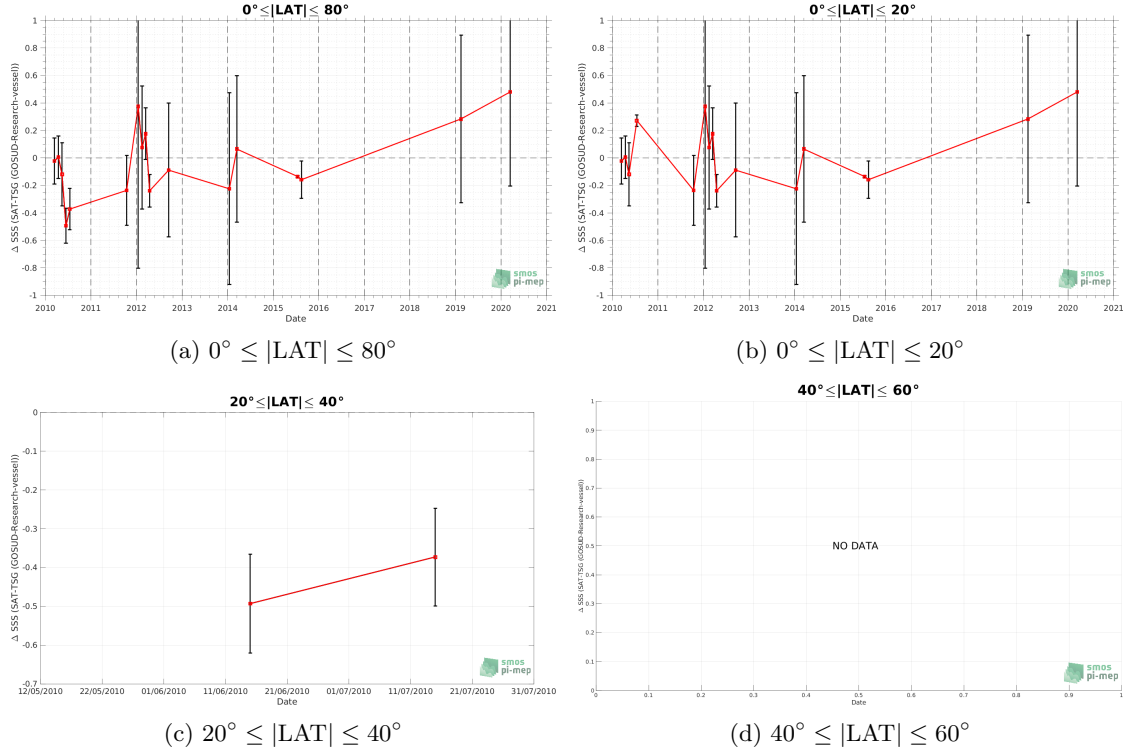 0°≤|LAT|≤ 80°
Δ SSS (SAT-TSG (GOSUD-Research-vessel))
1
0.8
0.6
0.4
0.2
0
-0.2
-0.4
-0.6
-0.8
-1
2010 2011 2012 2013 2014 2015 2016 2017 2018 2019 2020 2021
Date
smos
pi-mep
(a) 0° ≤ |LAT| ≤ 80°
0°≤|LAT|≤ 20°
Δ SSS (SAT-TSG (GOSUD-Research-vessel))
1
0.8
0.6
0.4
0.2
0
-0.2
-0.4
-0.6
-0.8
-1
2010 2011 2012 2013 2014 2015 2016 2017 2018 2019 2020 2021
Date
smos
pi-mep
(b) 0° ≤ |LAT| ≤ 20°
20°≤|LAT|≤ 40°
Δ SSS (SAT-TSG (GOSUD-Research-vessel))
0
-0.1
-0.2
-0.3
-0.4
-0.5
-0.6
-0.7
12/05/2010 22/05/2010 01/06/2010 11/06/2010 21/06/2010 01/07/2010 11/07/2010 21/07/2010 31/07/2010
Date
smos
pi-mep
(c) 20° ≤ |LAT| ≤ 40°
40°≤|LAT|≤ 60°
Δ SSS (SAT-TSG (GOSUD-Research-vessel))
1
0.9
0.8
0.7
0.6
0.5
0.4
0.3
0.2
0.1
0
NO DATA
0 0.1 0.2 0.3 0.4 0.5 0.6 0.7 0.8 0.9 1
Date
smos
pi-mep
(d) 40° ≤ |LAT| ≤ 60°